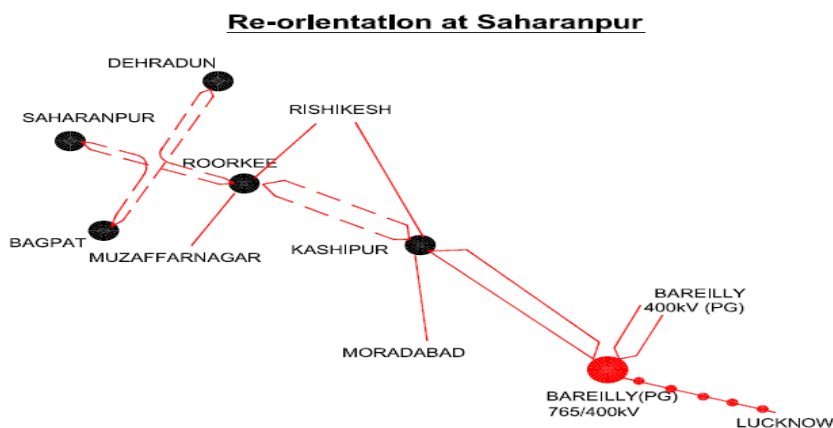 Re-orientation at Saharanpur
DEHRADUN
SAHARANPUR
RISHIKESH
ROORKEE
BAGPAT
MUZAFFARNAGAR
KASHIPUR
BAREILLY
400kV (PG)
MORADABAD
BAREILLY(PG)
765/400kV
LUCKNOW